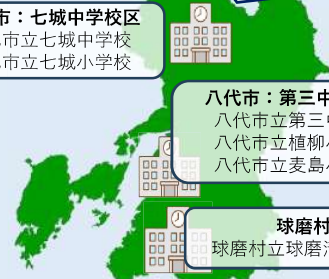 市：七城中学校区
市立七城中学校
市立七城小学校
八代市：第三
八代市立第三
八代市立植柳
八代市立麦島
球磨村
球磨村立球磨